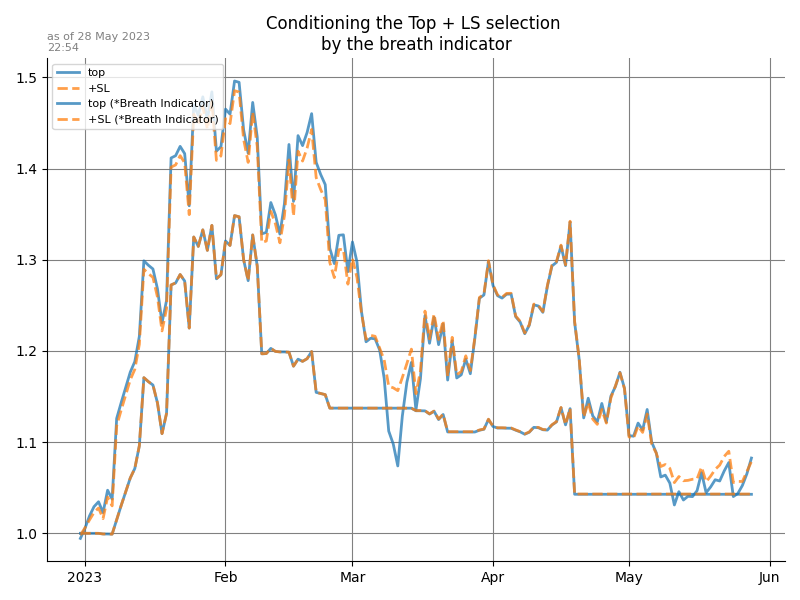 Conditioning the Top + LS selection
by the breath indicator
as of 28 May 2023
22:54
top
+SL
top (*Breath Indicator)
+SL (*Breath Indicator)
1.5
1.4
1.3
1.2
1.1
1.0
2023 Feb Mar Apr May Jun